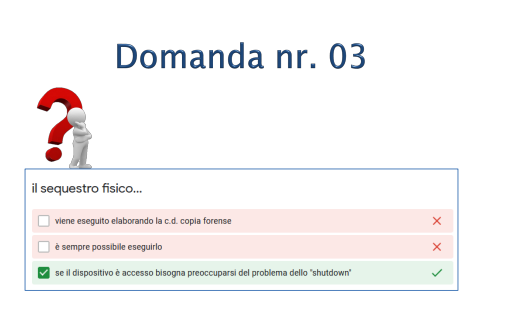 Domanda nr. 03
il sequestro fisico...
viene eseguito elaborando la c.d. copia forense
è sempre possibile eseguirlo
se il dispositivo è accesso bisogna preoccuparsi del problema dello "shutdown"